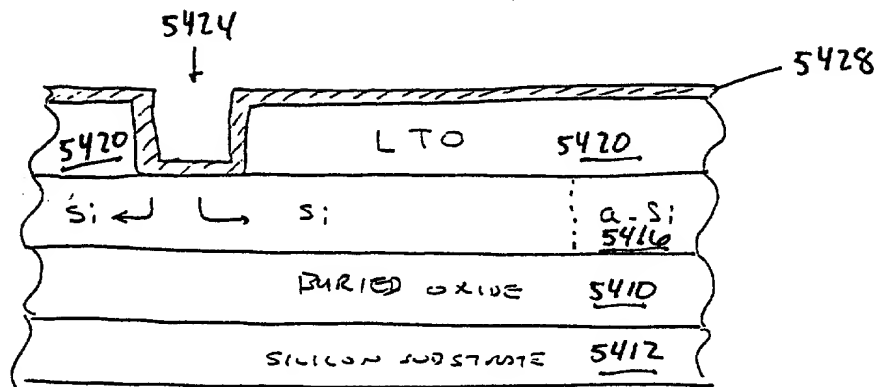 5424
5428
5420 LTO 5420
Si Si a-Si
5416
BURIED OXIDE 5410
SILICON SUBSTRATE 5412